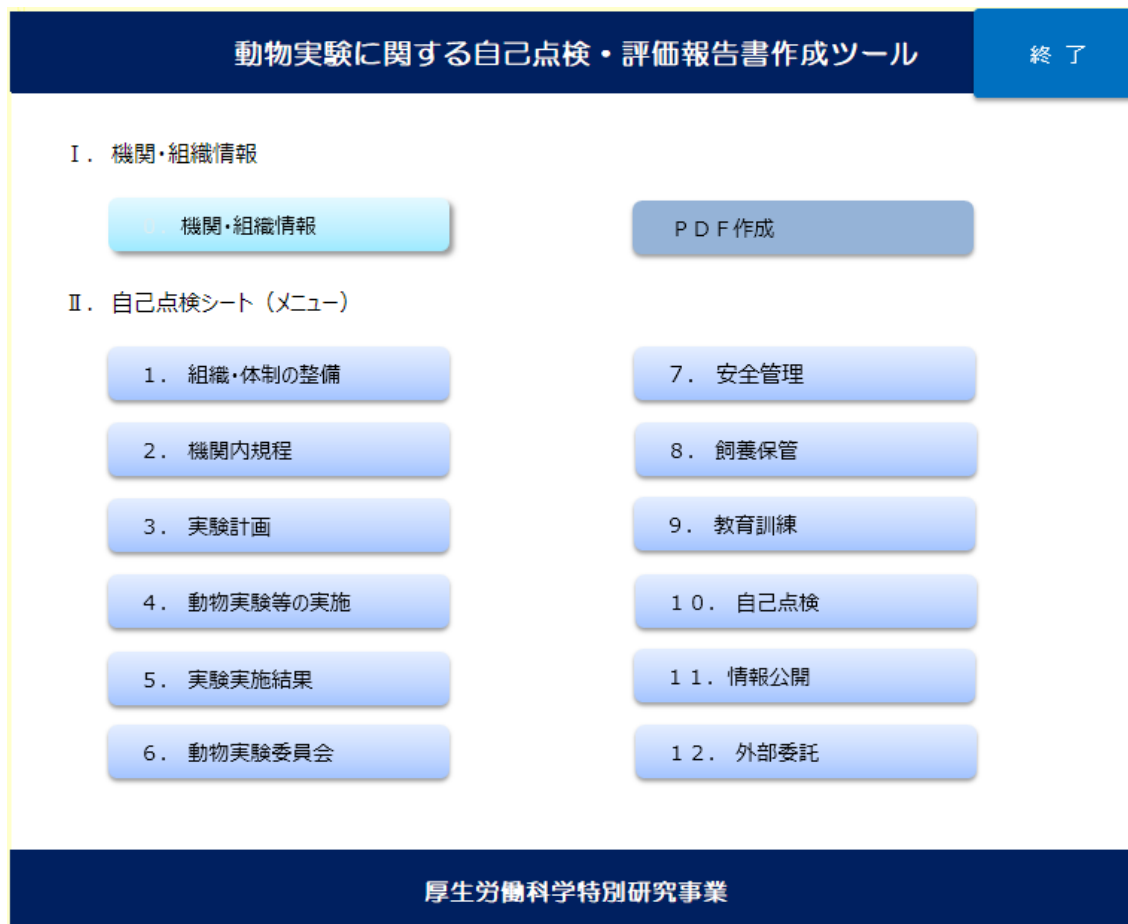 動物実験に関する自己点検・評価報告書作成ツール
終 了
Ⅰ. 機関・組織情報
0. 機関・組織情報
ＰＤＦ作成
Ⅱ. 自己点検シート（メニュー）
１. 組織・体制の整備
２. 機関内規程
３. 実験計画
４. 動物実験等の実施
５. 実験実施結果
６. 動物実験委員会
７. 安全管理
８. 飼養保管
９. 教育訓練
１０. 自己点検
１１. 情報公開
１２. 外部委託
厚生労働科学特別研究事業